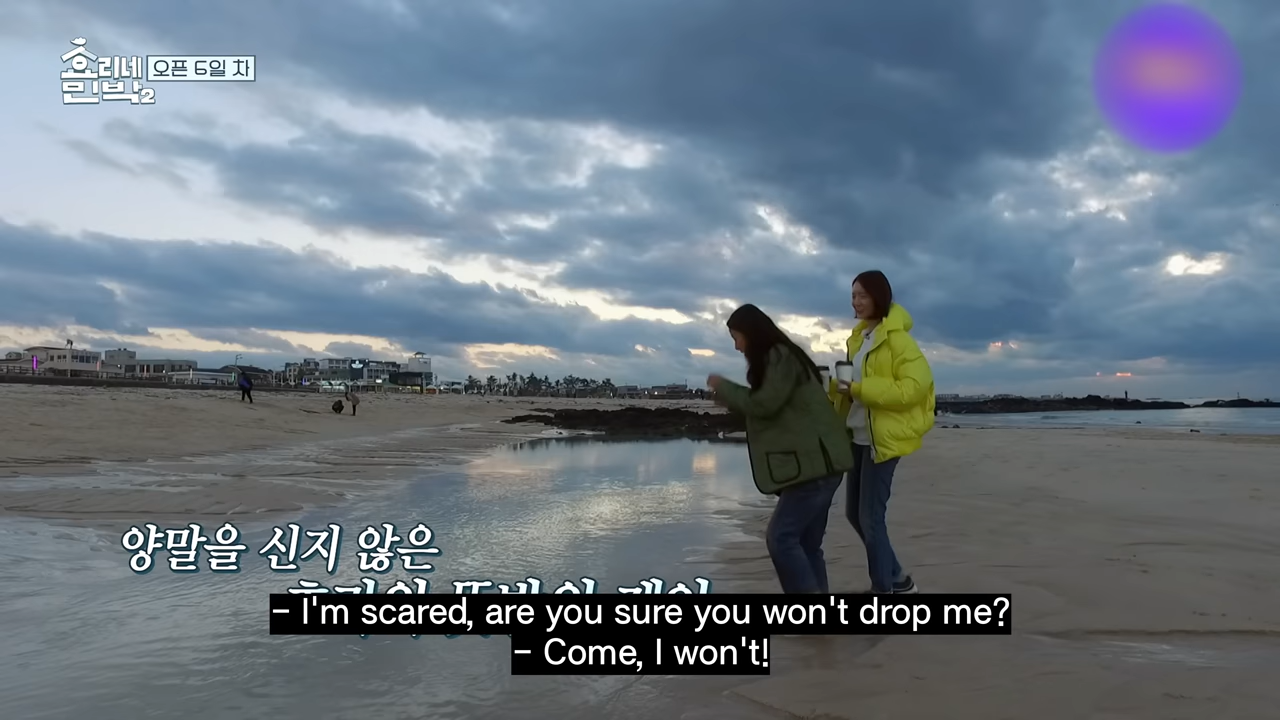 효리네
민박2
오픈 6일 차
양말을 신지 않은
– I'm scared, are you sure you won't drop me?
– Come, I won't!